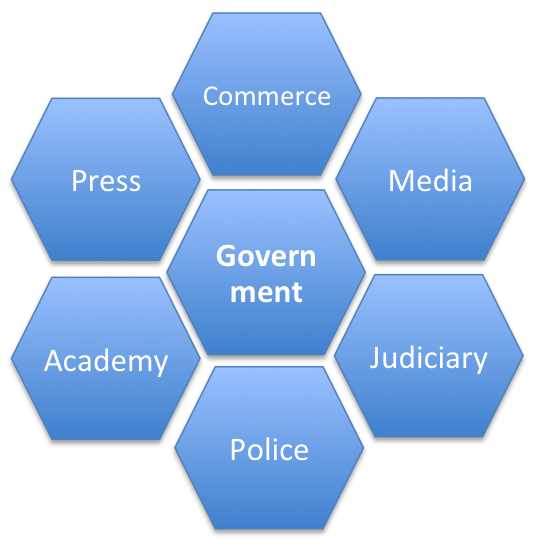 Commerce
Press
Media
Govern
ment
Academy
Judiciary
Police